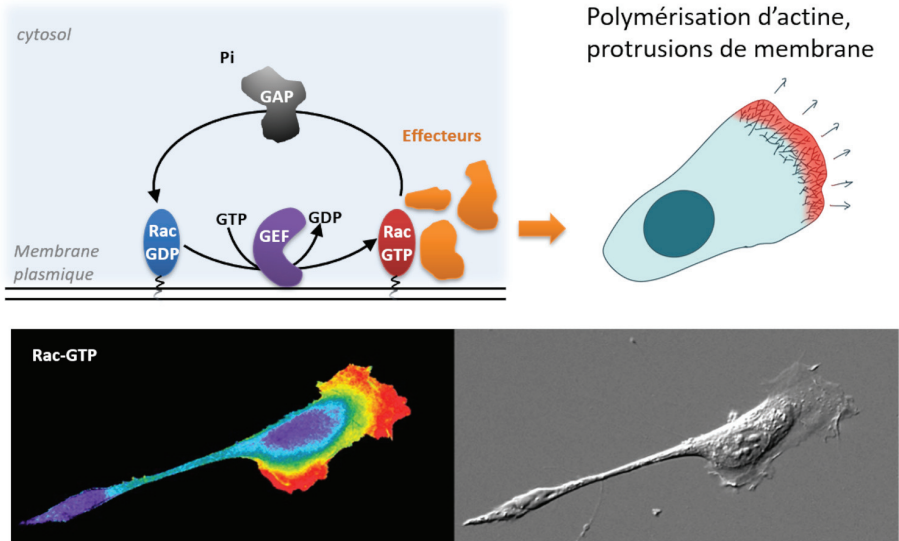 cytosol
Pi
GAP
Effecteurs
GTP
GDP
GEF
Rac
GDP
Rac
GTP
Membrane
plasmique
Polymérisation d’actine,
protrusions de membrane
Rac-GTP